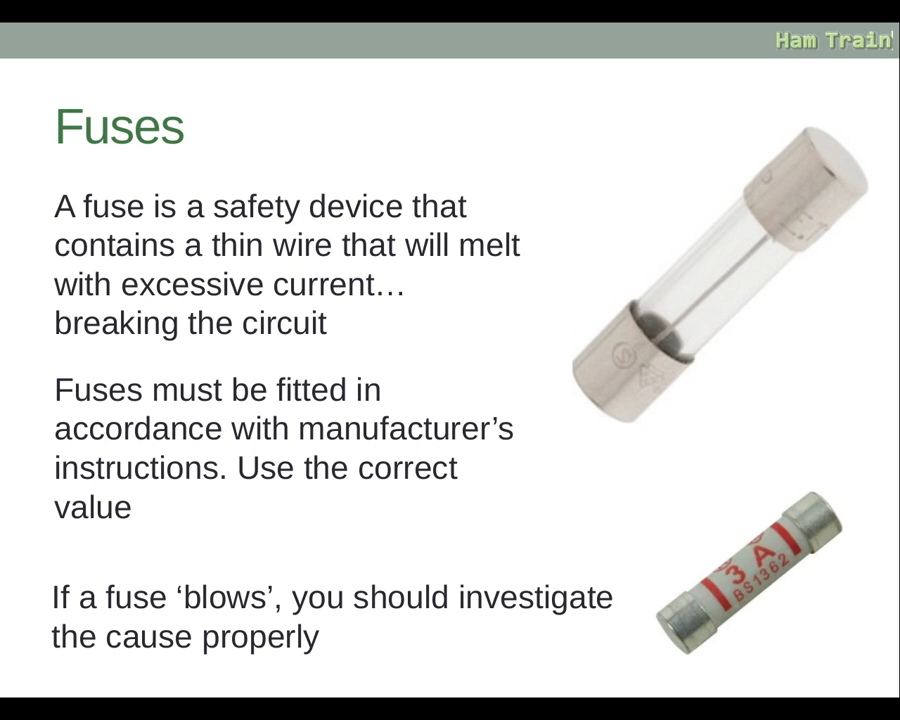 Ham Train
Fuses
A fuse is a safety device that
contains a thin wire that will melt
with excessive current…
breaking the circuit
Fuses must be fitted in
accordance with manufacturer’s
instructions. Use the correct
value
3 A
BS1362
If a fuse ‘blows’, you should investigate
the cause properly